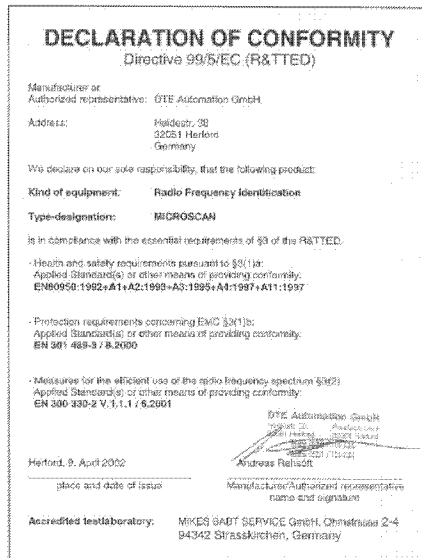 DECLARATION OF CONFORMITY
Directive 99/5/EC (R&TTED)
Manufacturer or
Authorized representative: DTE Automation GmbH
Address: Heidestr. 38
32051 Herford
Germany
We declare on our sole responsibility, that the following product:
Kind of equipment: Radio Frequency Identification
Type-designation: MICROSCAN
is in compliance with the essential requirements of §3 of the R&TTED.
- Health and safety requirements pursuant to §3(1)a:
Applied Standard(s) or other means of providing conformity:
EN60950:1992+A1+A2:1993+A3:1995+A4:1997+A11:1997
- Protection requirements concerning EMC §3(1)b:
Applied Standard(s) or other means of providing conformity:
EN 301 489-3 / 8.2000
- Measures for the efficient use of the radio frequency spectrum §3(2)
Applied Standard(s) or other means of providing conformity:
EN 300 330-2 V.1.1.1 / 6.2001
DTE Automation GmbH
Herford, 9. April 2002
Andreas
place and date of issue
Manufacturer/Authorized representative
name and signature
Accredited testlaboratory: MIKES BABT SERVICE GmbH, Ohmstrasse 2-4
94342 Strasskirchen, Germany